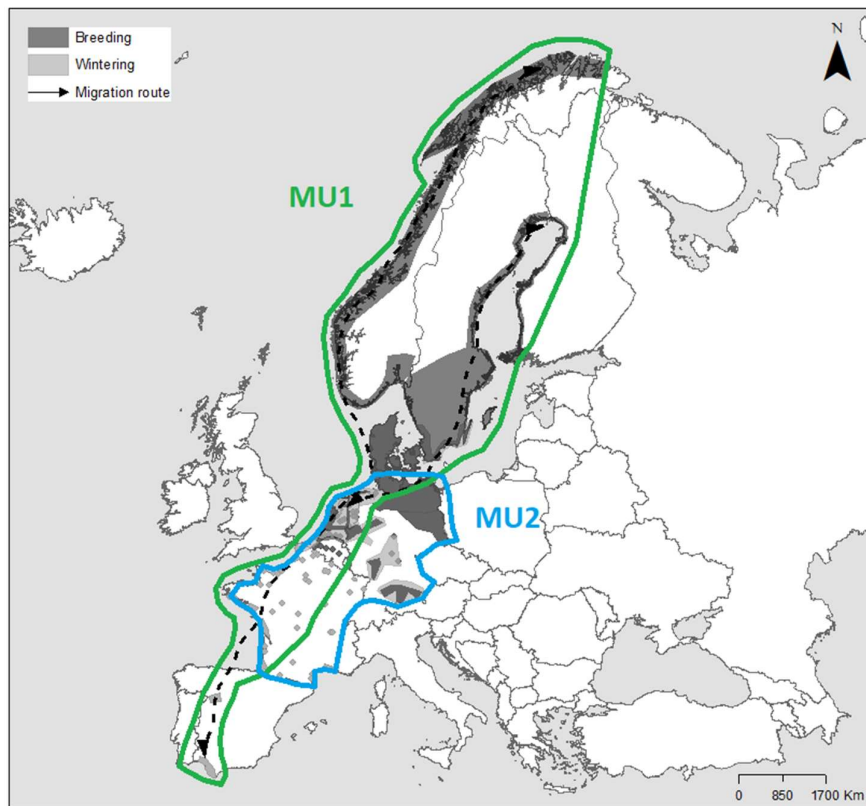 Breeding
Wintering
Migration route
N
MU1
MU2
0 850 1700 Km